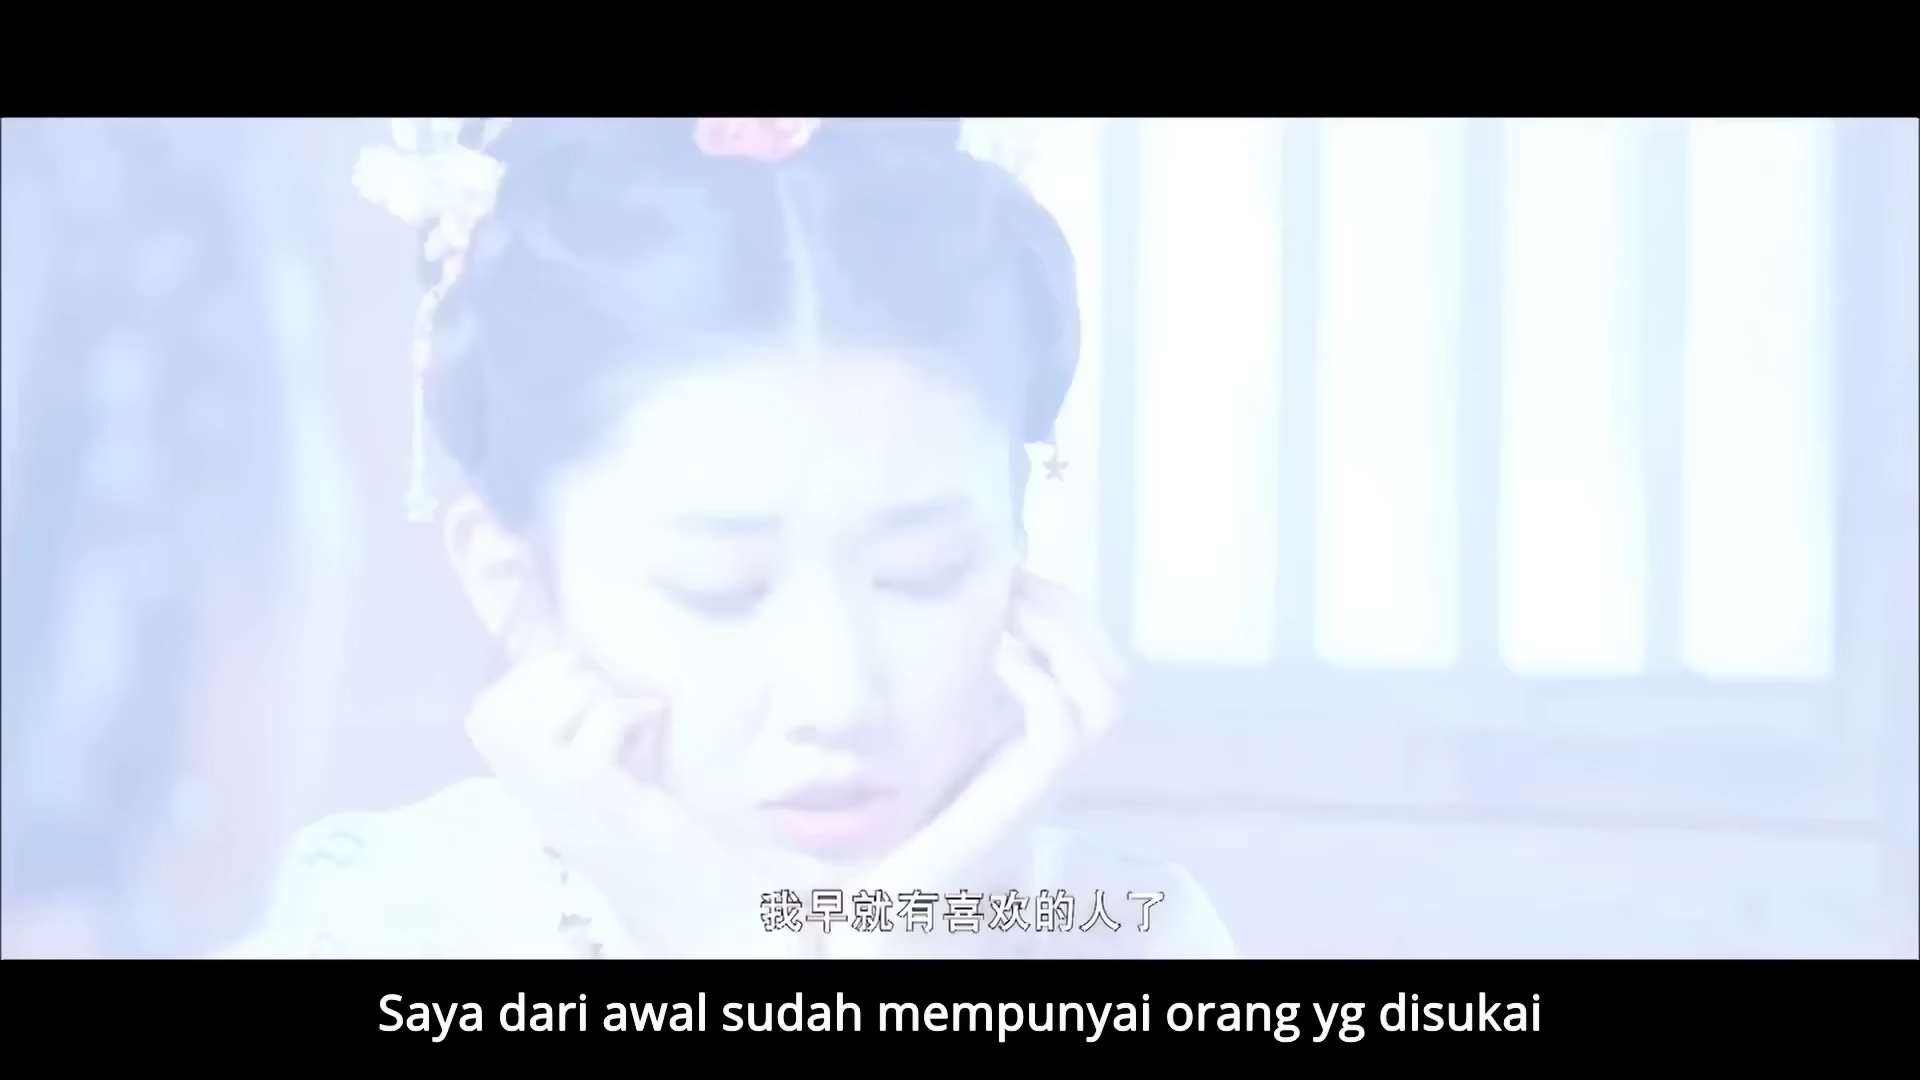 我早就有喜欢的人了
Saya dari awal sudah mempunyai orang yg disukai